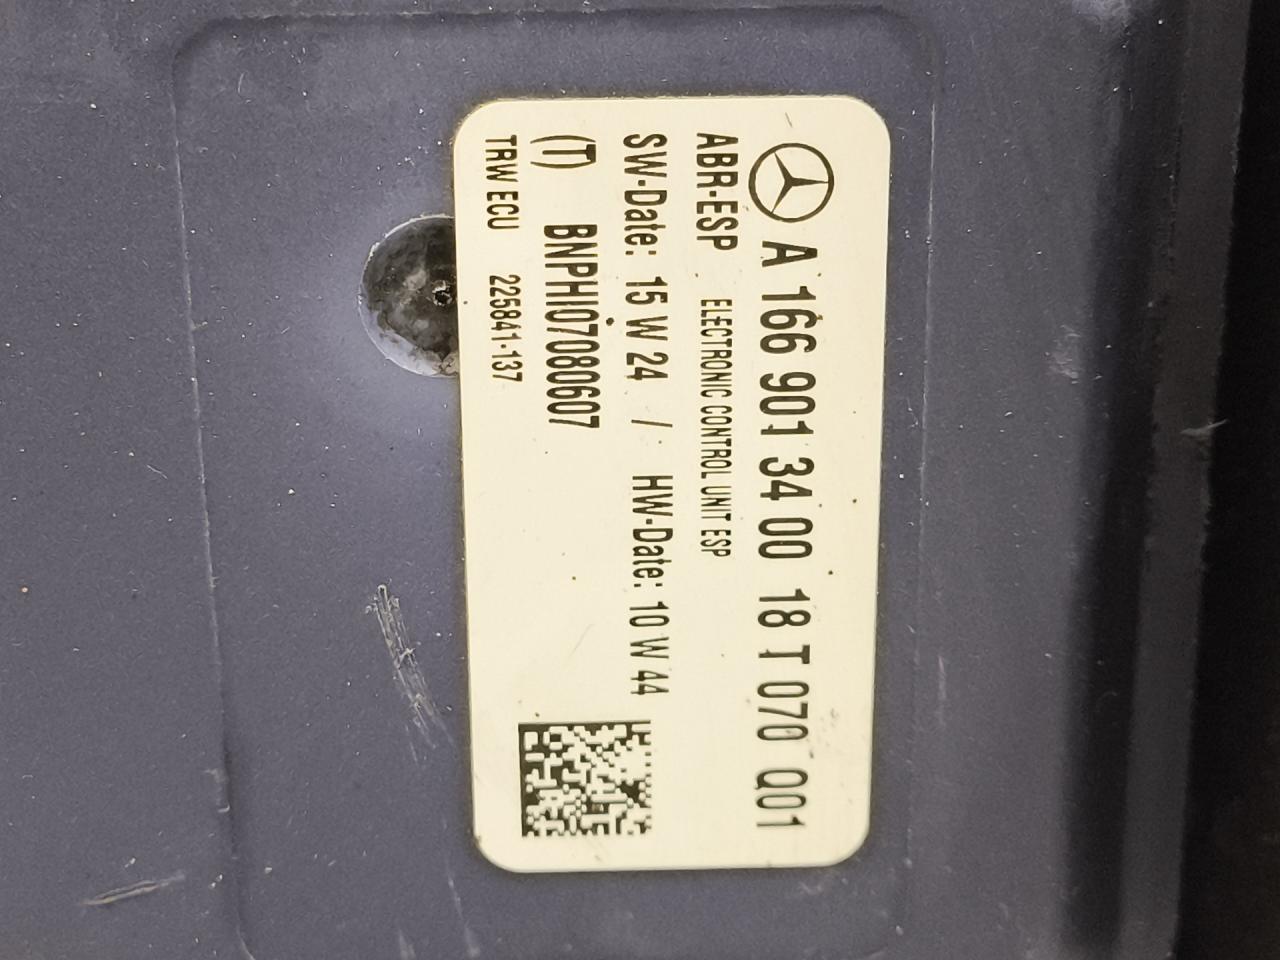 A 166 901 34 00 18 T 070 Q01
ABR-ESP ELECTRONIC CONTROL UNIT ESP
SW-Date: 15 W 24 / HW-Date: 10 W 44
(T) BNPHI07080607
TRW ECU 225841-137